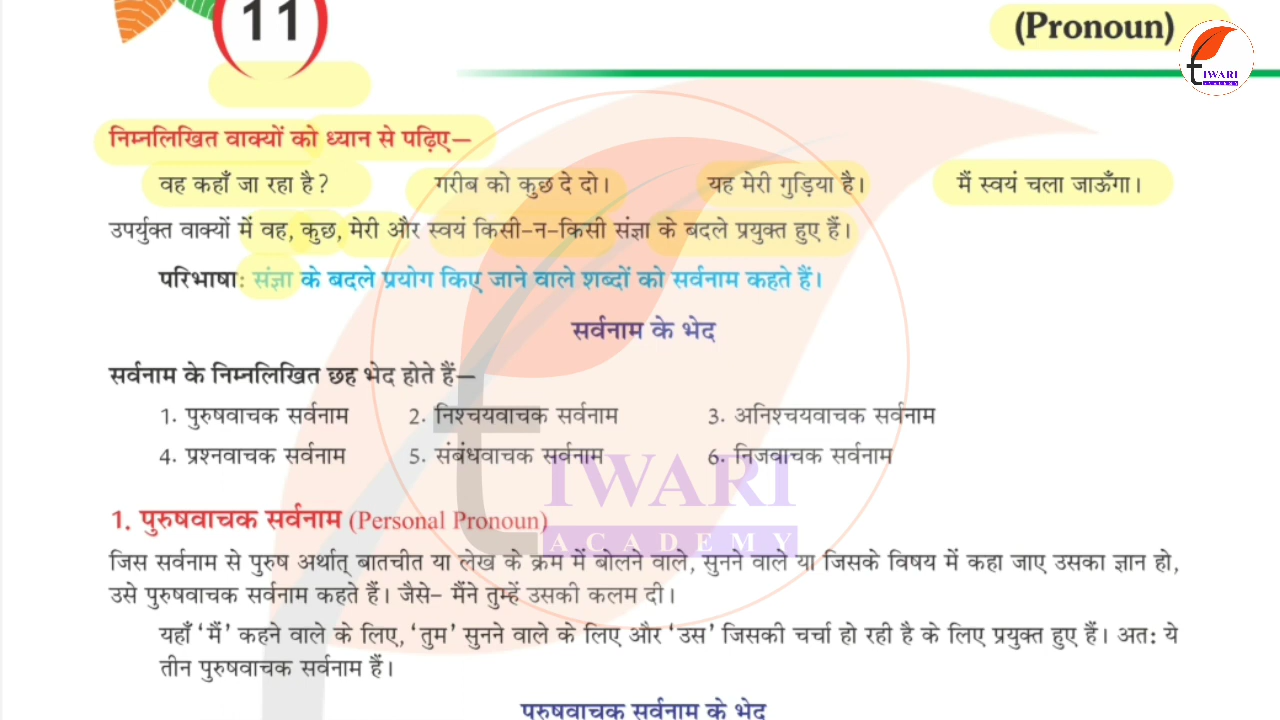 11
(Pronoun)
tIWARI
ACADEMY
निम्नलिखित वाक्यों को ध्यान से पढ़िए—
वह कहाँ जा रहा है? गरीब को कुछ दे दो। यह मेरी गुड़िया है। मैं स्वयं चला जाऊँगा।
उपर्युक्त वाक्यों में वह, कुछ, मेरी और स्वयं किसी-न-किसी संज्ञा के बदले प्रयुक्त हुए हैं।
परिभाषा: संज्ञा के बदले प्रयोग किए जाने वाले शब्दों को सर्वनाम कहते हैं।
सर्वनाम के भेद
सर्वनाम के निम्नलिखित छह भेद होते हैं—
1. पुरुषवाचक सर्वनाम 2. निश्चयवाचक सर्वनाम 3. अनिश्चयवाचक सर्वनाम
4. प्रश्नवाचक सर्वनाम 5. संबंधवाचक सर्वनाम 6. निजवाचक सर्वनाम
tIWARI
ACADEMY
1. पुरुषवाचक सर्वनाम (Personal Pronoun)
जिस सर्वनाम से पुरुष अर्थात् बातचीत या लेख के क्रम में बोलने वाले, सुनने वाले या जिसके विषय में कहा जाए उसका ज्ञान हो,
उसे पुरुषवाचक सर्वनाम कहते हैं। जैसे– मैंने तुम्हें उसकी कलम दी।
यहाँ ‘मैं’ कहने वाले के लिए, ‘तुम’ सुनने वाले के लिए और ‘उस’ जिसकी चर्चा हो रही है के लिए प्रयुक्त हुए हैं। अत: ये
तीन पुरुषवाचक सर्वनाम हैं।
पुरुषवाचक सर्वनाम के भेद